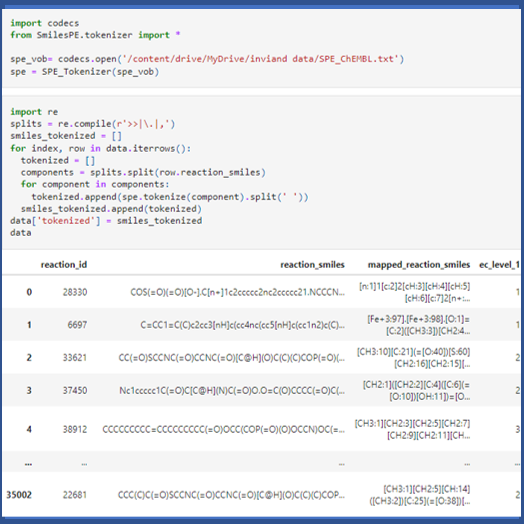 import codecs
from SmilesPE.tokenizer import *
spe_vob= codecs.open('/content/drive/MyDrive/inviand data/SPE_ChEMBL.txt')
spe = SPE_Tokenizer(spe_vob)
import re
splits = re.compile(r'>>|\.|,')
smiles_tokenized = []
for index, row in data.iterrows():
tokenized = []
components = splits.split(row.reaction_smiles)
for component in components:
tokenized.append(spe.tokenize(component).split(' '))
smiles_tokenized.append(tokenized)
data['tokenized'] = smiles_tokenized
data
reaction_id reaction_smiles mapped_reaction_smiles ec_level_1
0 28330 COS(=O)(=O)[O-].C[n+]1c2ccccc2nc2ccccc21.NCCCN... [n:1]1[c:2]2[cH:3][cH:4][cH:5] 1
[cH:6][c:7]2[n+:...
1 6697 C=CC1=C(C)c2cc3[nH]c(cc4nc(cc5[nH]c(cc1n2)c(C)... [Fe+3:97].[Fe+3:98].[O:1]= 1
[C:2]([CH3:3])[CH2:4...
2 33621 CC(=O)SCCNC(=O)CCNC(=O)[C@H](O)C(C)(C)COP(=O)(... [CH3:10][C:21](=[O:40])[S:60] 2
[CH2:16][CH2:15][...
3 37450 Nc1ccccc1C(=O)C[C@H](N)C(=O)O.O=C(O)CCCC(=O)C(... [CH2:1]([CH2:2][C:4]([C:6](= 2
[O:10])[OH:11])=[O...
4 38912 CCCCCCCCC=CCCCCCCCC(=O)OCC(COP(=O)(O)OCCN)OC(=... [CH3:1][CH2:3][CH2:5][CH2:7] 3
[CH2:9][CH2:11][CH...
... ... ... ... ...
35002 22681 CCC(C)C(=O)SCCNC(=O)CCNC(=O)[C@H](O)C(C)(C)COP... [CH3:1][CH2:5][CH:14] 2
([CH3:2])[C:25](=[O:38])[...